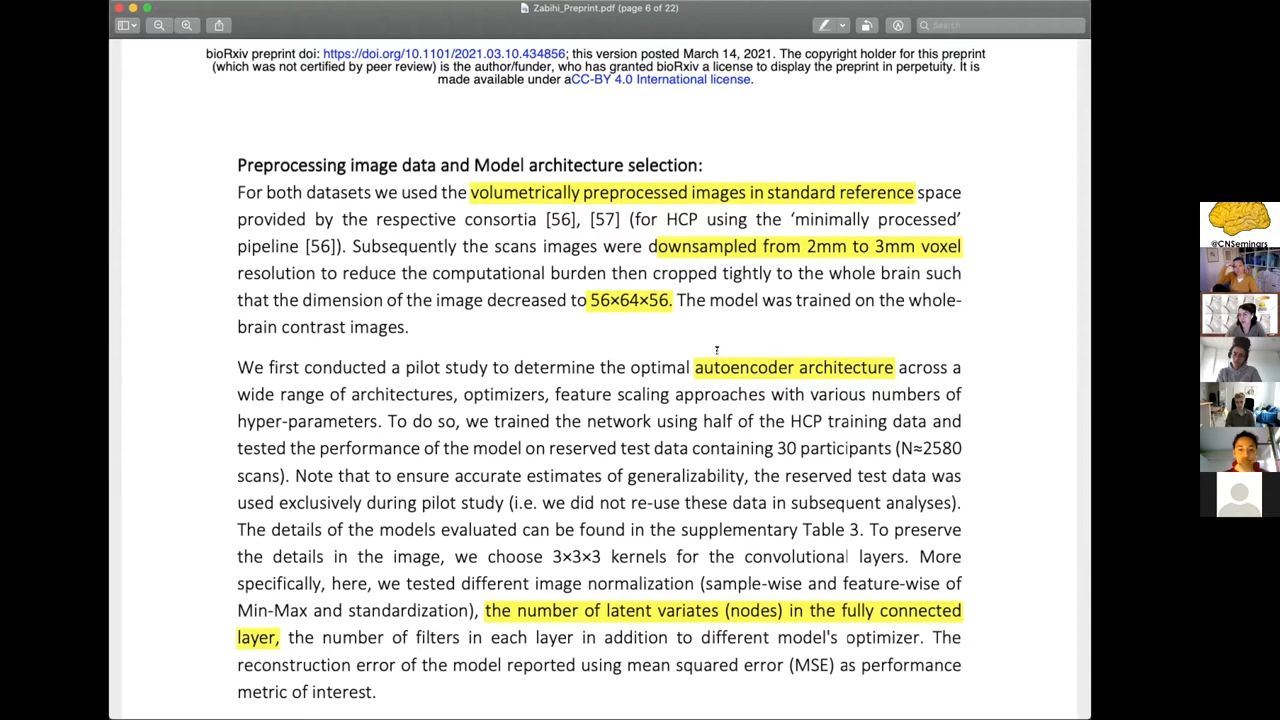 Zabihi_Preprint.pdf (page 6 of 22)
Search
bioRxiv preprint doi: https://doi.org/10.1101/2021.03.10.434856; this version posted March 14, 2021. The copyright holder for this preprint
(which was not certified by peer review) is the author/funder, who has granted bioRxiv a license to display the preprint in perpetuity. It is
made available under aCC-BY 4.0 International license.
Preprocessing image data and Model architecture selection:
For both datasets we used the volumetrically preprocessed images in standard reference space
provided by the respective consortia [56], [57] (for HCP using the ‘minimally processed’
pipeline [56]). Subsequently the scans images were downsampled from 2mm to 3mm voxel
resolution to reduce the computational burden then cropped tightly to the whole brain such
that the dimension of the image decreased to 56×64×56. The model was trained on the whole-
brain contrast images.
We first conducted a pilot study to determine the optimal autoencoder architecture across a
wide range of architectures, optimizers, feature scaling approaches with various numbers of
hyper-parameters. To do so, we trained the network using half of the HCP training data and
tested the performance of the model on reserved test data containing 30 participants (N≈2580
scans). Note that to ensure accurate estimates of generalizability, the reserved test data was
used exclusively during pilot study (i.e. we did not re-use these data in subsequent analyses).
The details of the models evaluated can be found in the supplementary Table 3. To preserve
the details in the image, we choose 3×3×3 kernels for the convolutional layers. More
specifically, here, we tested different image normalization (sample-wise and feature-wise of
Min-Max and standardization), the number of latent variates (nodes) in the fully connected
layer, the number of filters in each layer in addition to different model's optimizer. The
reconstruction error of the model reported using mean squared error (MSE) as performance
metric of interest.
@CNSeminars